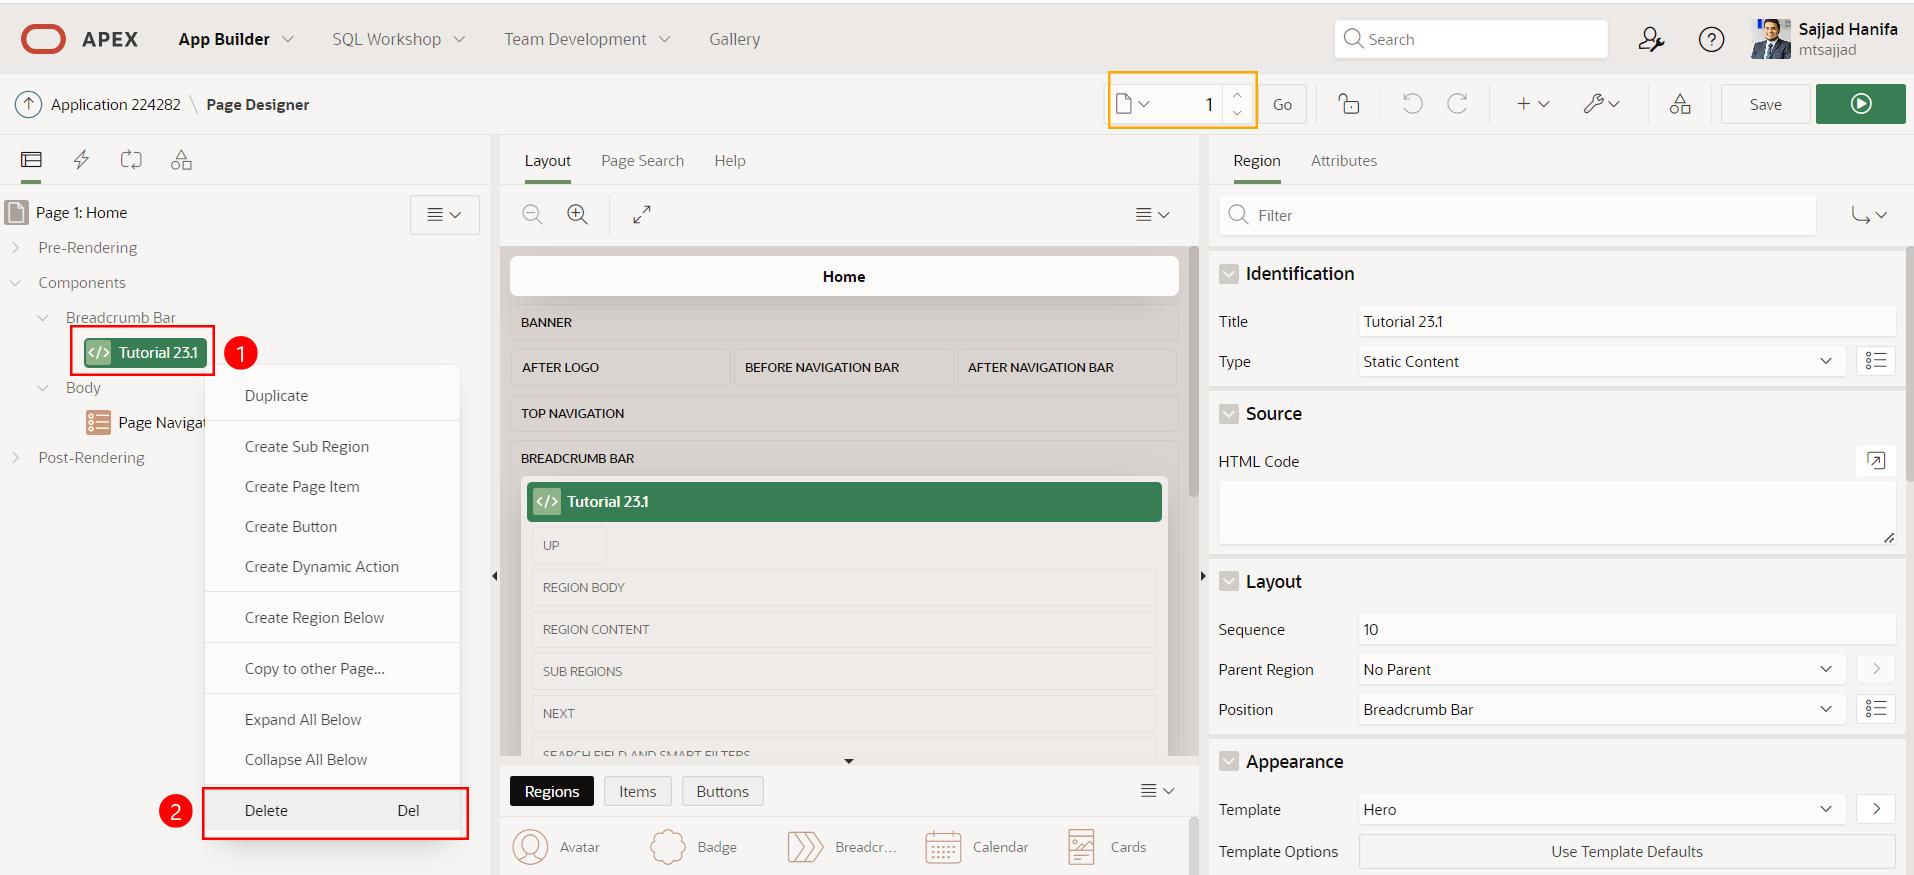 APEX App Builder SQL Workshop Team Development Gallery Search Sajjad Hanifa
mtsajjad
Application 224282 \ Page Designer 1 Go Save
Layout Page Search Help Region Attributes
Page 1: Home
Pre-Rendering
Components
Breadcrumb Bar
</> Tutorial 23.1 1
Body
Page Navigat
Post-Rendering
Duplicate
Create Sub Region
Create Page Item
Create Button
Create Dynamic Action
Create Region Below
Copy to other Page...
Expand All Below
Collapse All Below
2 Delete Del
Home
BANNER
AFTER LOGO BEFORE NAVIGATION BAR AFTER NAVIGATION BAR
TOP NAVIGATION
BREADCRUMB BAR
</> Tutorial 23.1
UP
REGION BODY
REGION CONTENT
SUB REGIONS
NEXT
SEARCH FIELD AND SMART FILTERS
Regions Items Buttons
Avatar Badge Breadcr... Calendar Cards
Filter
Identification
Title Tutorial 23.1
Type Static Content
Source
HTML Code
Layout
Sequence 10
Parent Region No Parent
Position Breadcrumb Bar
Appearance
Template Hero
Template Options Use Template Defaults